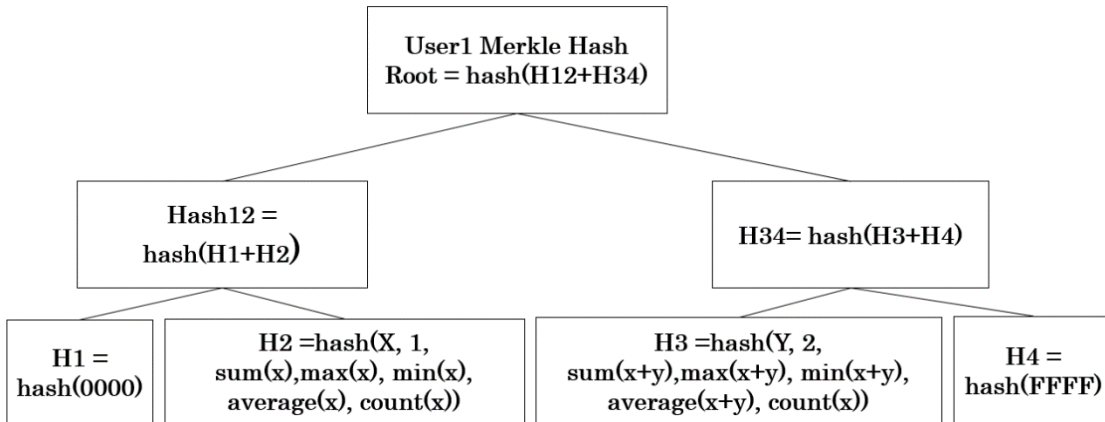 User1 Merkle Hash
Root = hash(H12+H34)
Hash12 =
hash(H1+H2)
H34= hash(H3+H4)
H1 =
hash(0000)
H2 =hash(X, 1,
sum(x),max(x), min(x),
average(x), count(x))
H3 =hash(Y, 2,
sum(x+y),max(x+y), min(x+y),
average(x+y), count(x))
H4 =
hash(FFFF)